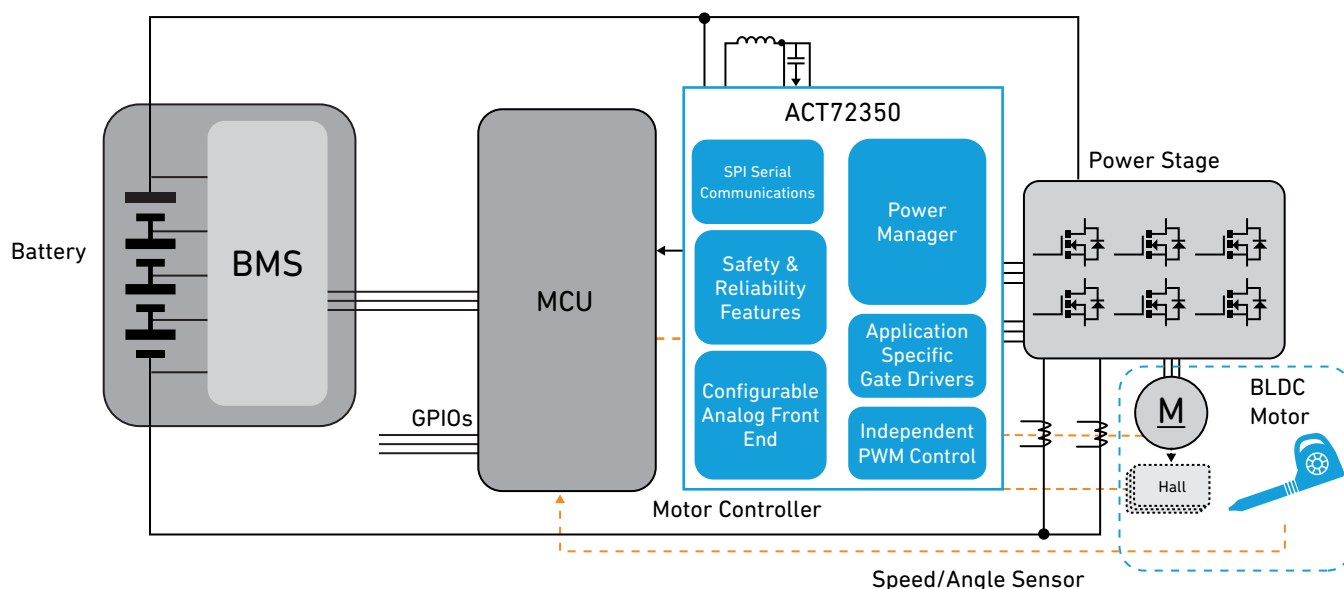 ACT72350
SPI Serial
Communications
Power
Manager
Power Stage
Battery
BMS
MCU
Safety &
Reliability
Features
Application
Specific
Gate Drivers
Configurable
Analog Front
End
Independent
PWM Control
GPIOs
M
BLDC
Motor
Hall
Motor Controller
Speed/Angle Sensor